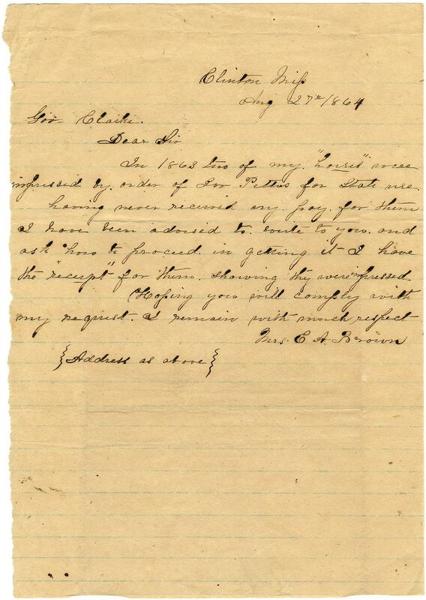 Clinton Miss
Aug 27th 1864
Gov Clarke.
Dear Sir
In 1863 two of my "horses" were
impressed by order of Gov Pettus for State use.
having never received any pay for them
I have been advised to write to you and
ask how to proceed in getting it I have
the "receipt" for them. showing they were pressed.
Hoping you will comply with
my request. I remain with much respect
Mrs. E A Brown
{Address as above}